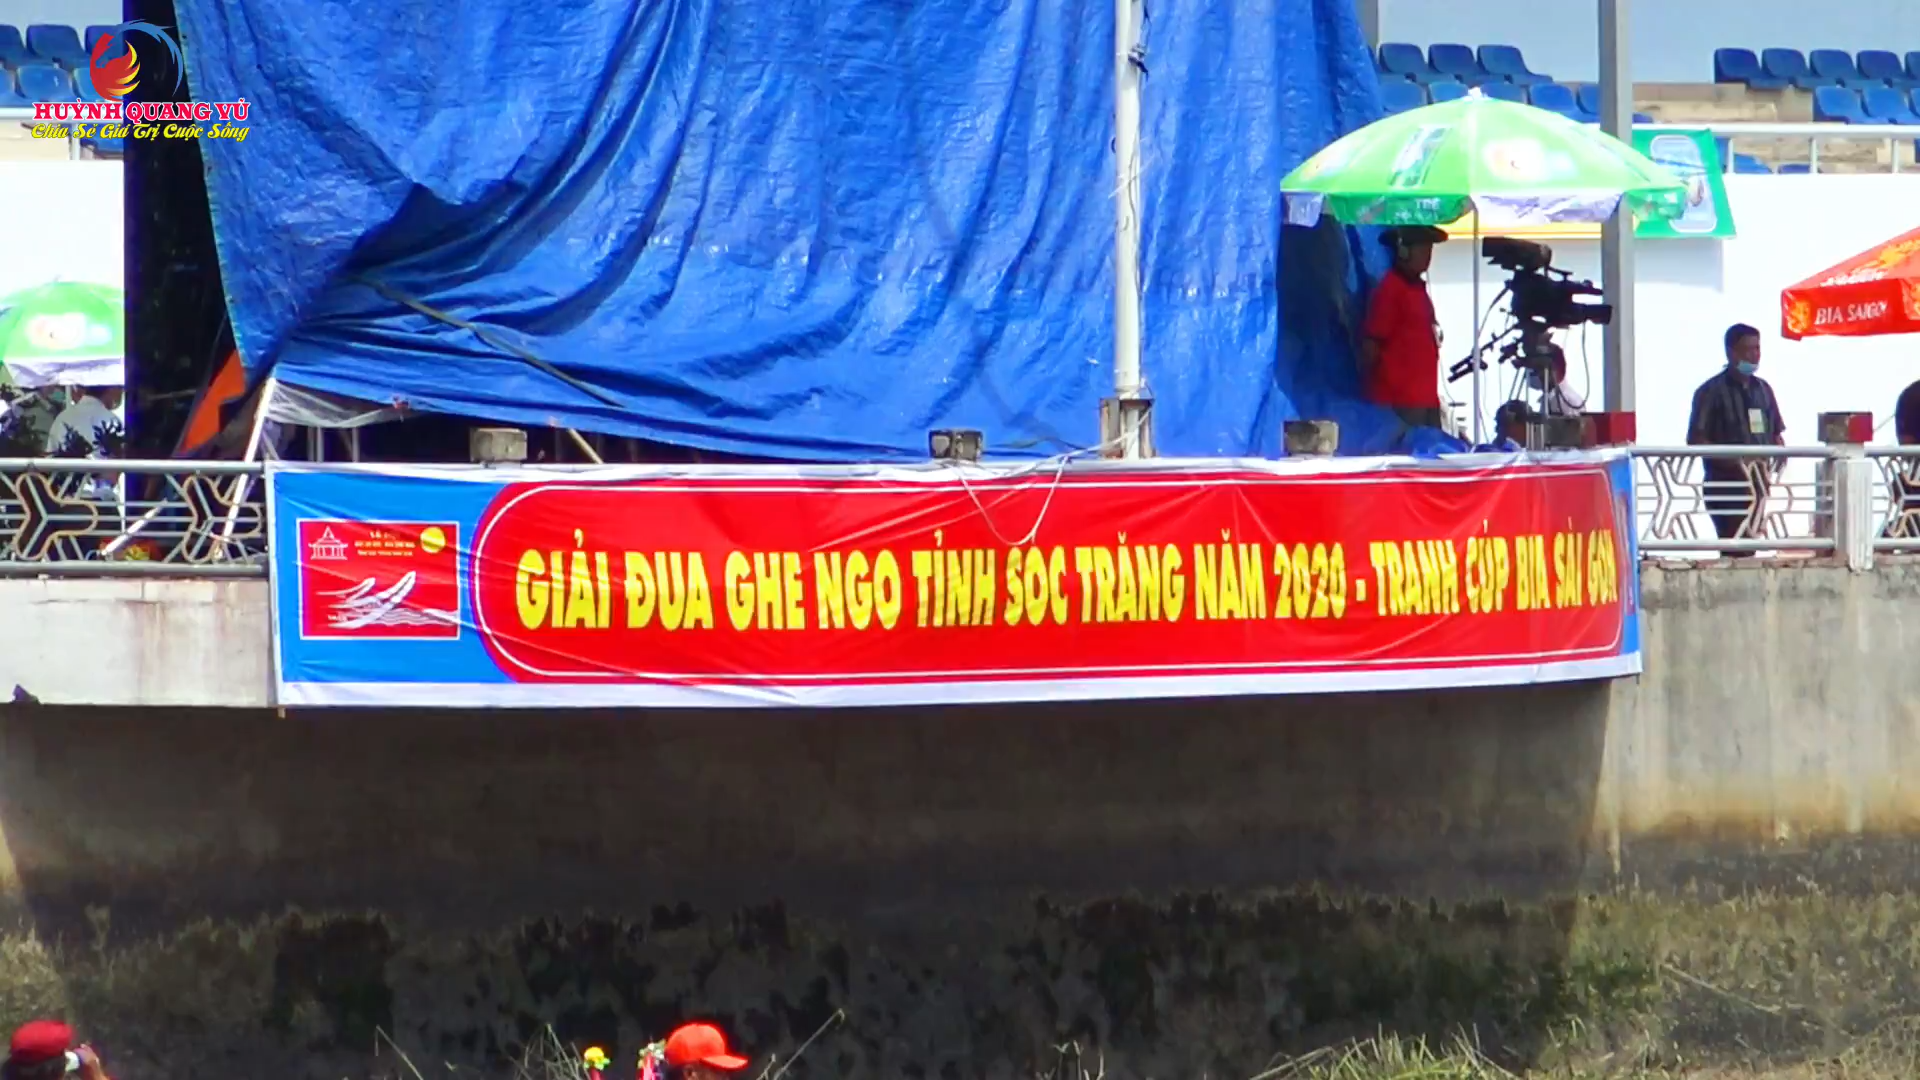 HUỲNH QUANG VỦ
Chia Sẻ Giá Trị Cuộc Sống
BIA SAIGON
GIẢI ĐUA GHE NGO TỈNH SÓC TRĂNG NĂM 2020 - TRANH CÚP BIA SÀI GÒN